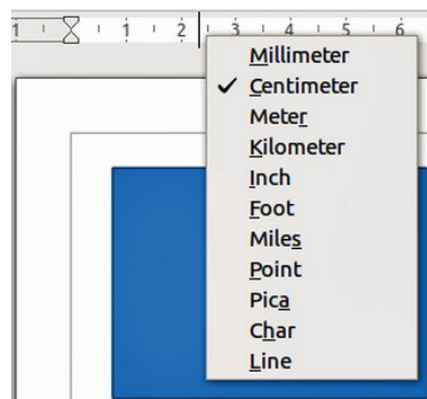 1 1 2 3 4 5 6
Millimeter
✓ Centimeter
Meter
Kilometer
Inch
Foot
Miles
Point
Pica
Char
Line